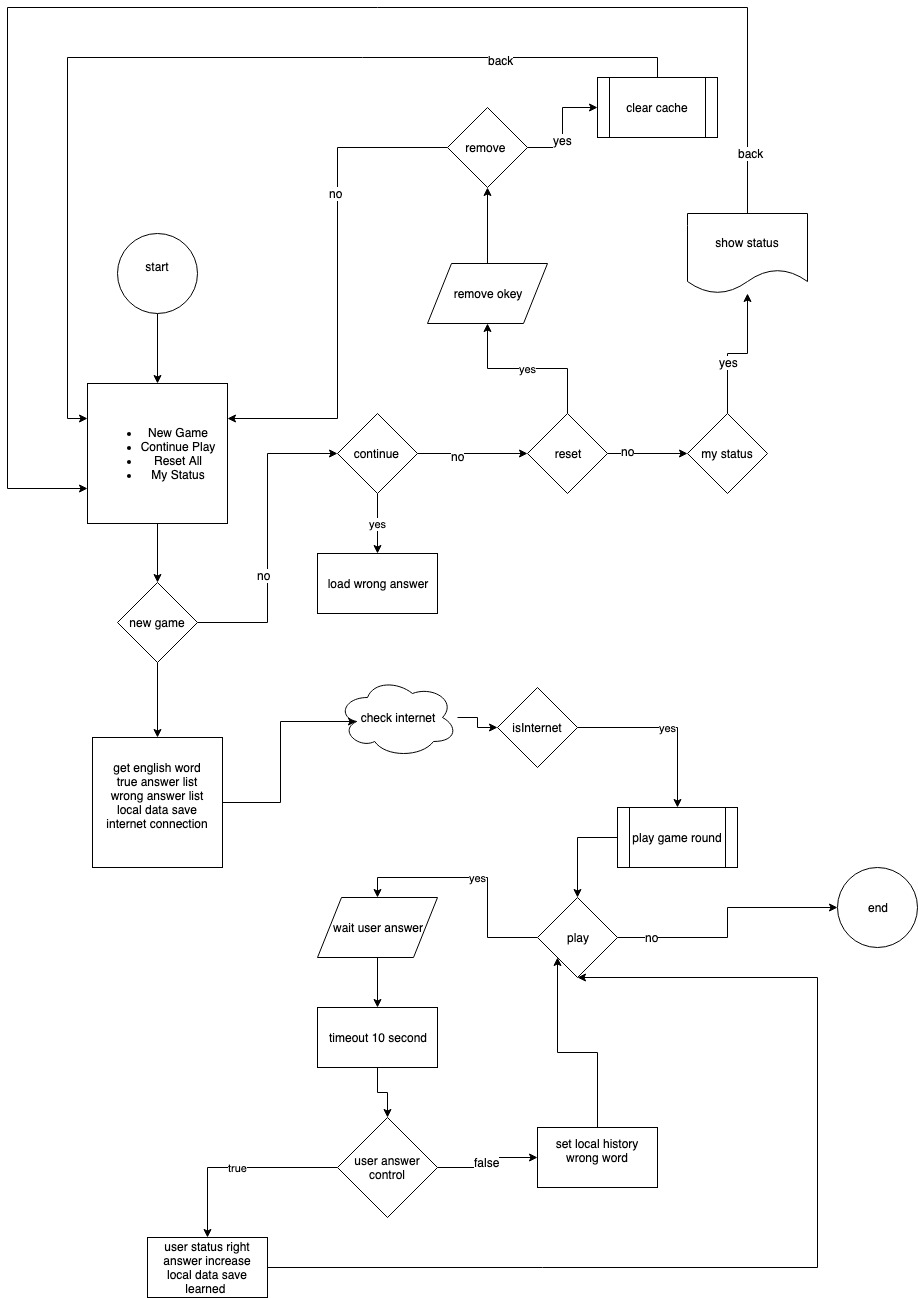 back
clear cache
remove
yes
back
no
show status
start
remove okey
yes
yes
New Game
Continue Play
Reset All
My Status
continue
no
reset
no
my status
yes
no
load wrong answer
new game
check internet
isInternet
yes
get english word
true answer list
wrong answer list
local data save
internet connection
play game round
yes
wait user answer
play
no
end
timeout 10 second
user answer
control
true
false
set local history
wrong word
user status right
answer increase
local data save
learned